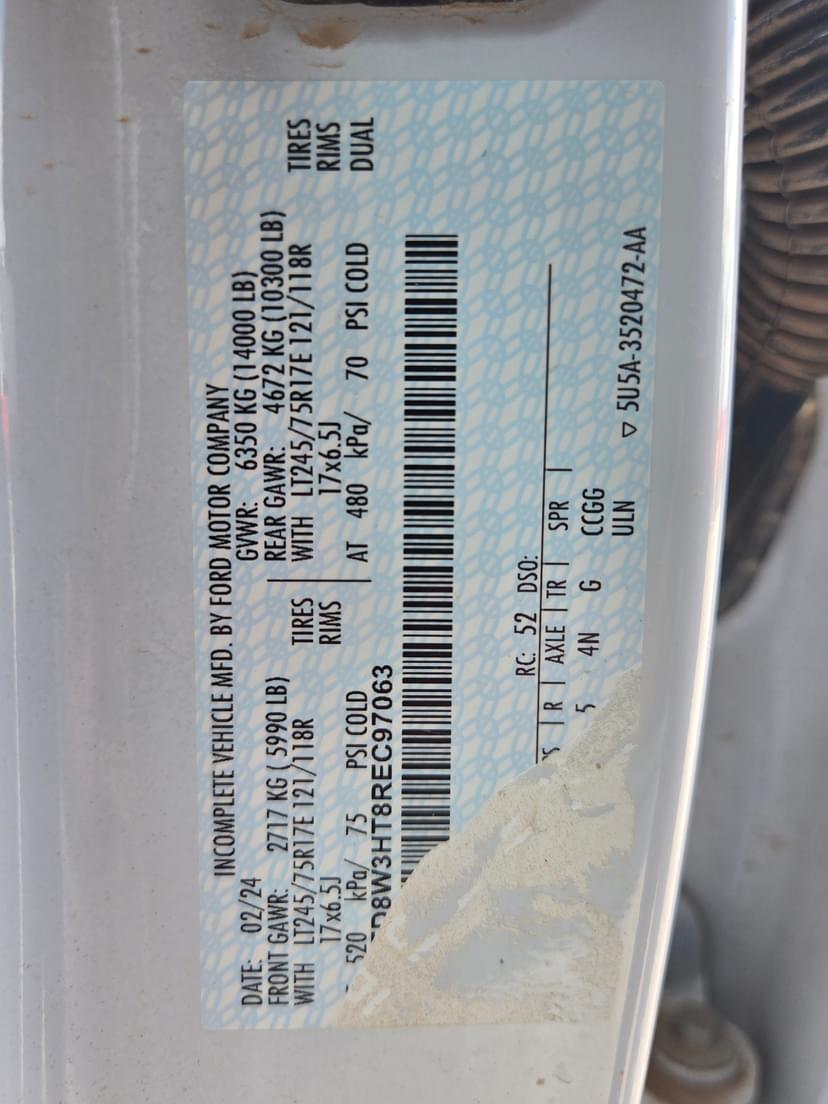 INCOMPLETE VEHICLE MFD. BY FORD MOTOR COMPANY
DATE: 02/24 GVWR: 6350 KG (14000 LB)
FRONT GAWR: 2717 KG ( 5990 LB) REAR GAWR: 4672 KG (10300 LB)
WITH LT245/75R17E 121/118R TIRES WITH LT245/75R17E 121/118R TIRES
17x6.5J RIMS 17x6.5J RIMS
520 kPa/ 75 PSI COLD AT 480 kPa/ 70 PSI COLD DUAL
D8W3HT8REC97063
RC: 52 DSO:
R AXLE TR SPR
5 4N G CCGG
ULN
▽ 5U5A-3520472-AA